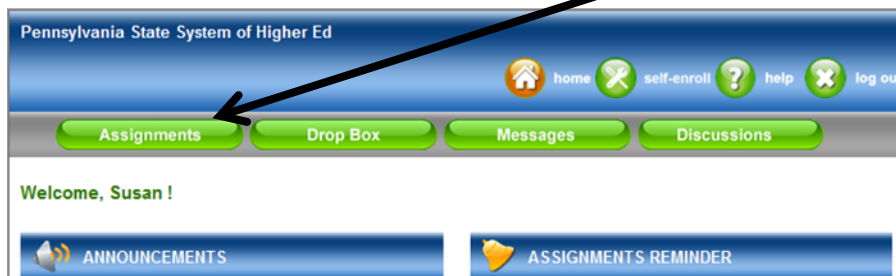 Pennsylvania State System of Higher Ed
home self-enroll ? help log ou
Assignments Drop Box Messages Discussions
Welcome, Susan !
ANNOUNCEMENTS ASSIGNMENTS REMINDER